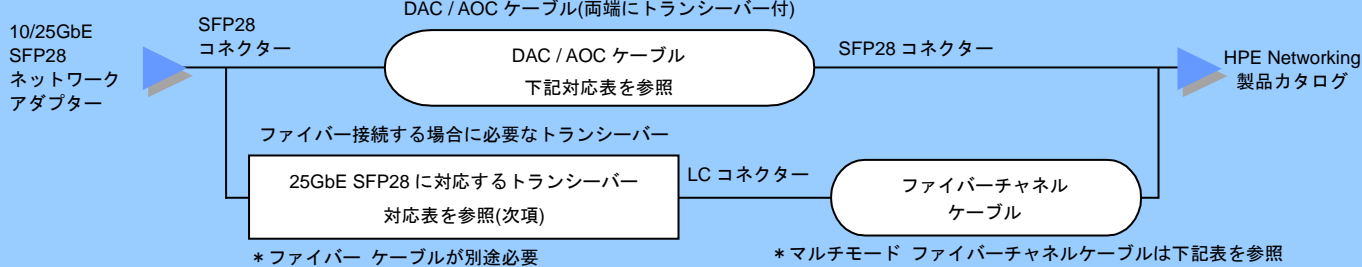 DAC / AOC ケーブル(両端にトランシーバー付)
10/25GbE
SFP28
ネットワーク
アダプター
SFP28
コネクター
DAC / AOC ケーブル
下記対応表を参照
SFP28 コネクター
HPE Networking
製品カタログ
ファイバー接続する場合に必要なトランシーバー
25GbE SFP28 に対応するトランシーバー
対応表を参照(次項)
LC コネクター
ファイバーチャネル
ケーブル
*ファイバー ケーブルが別途必要
*マルチモード ファイバーチャネルケーブルは下記表を参照